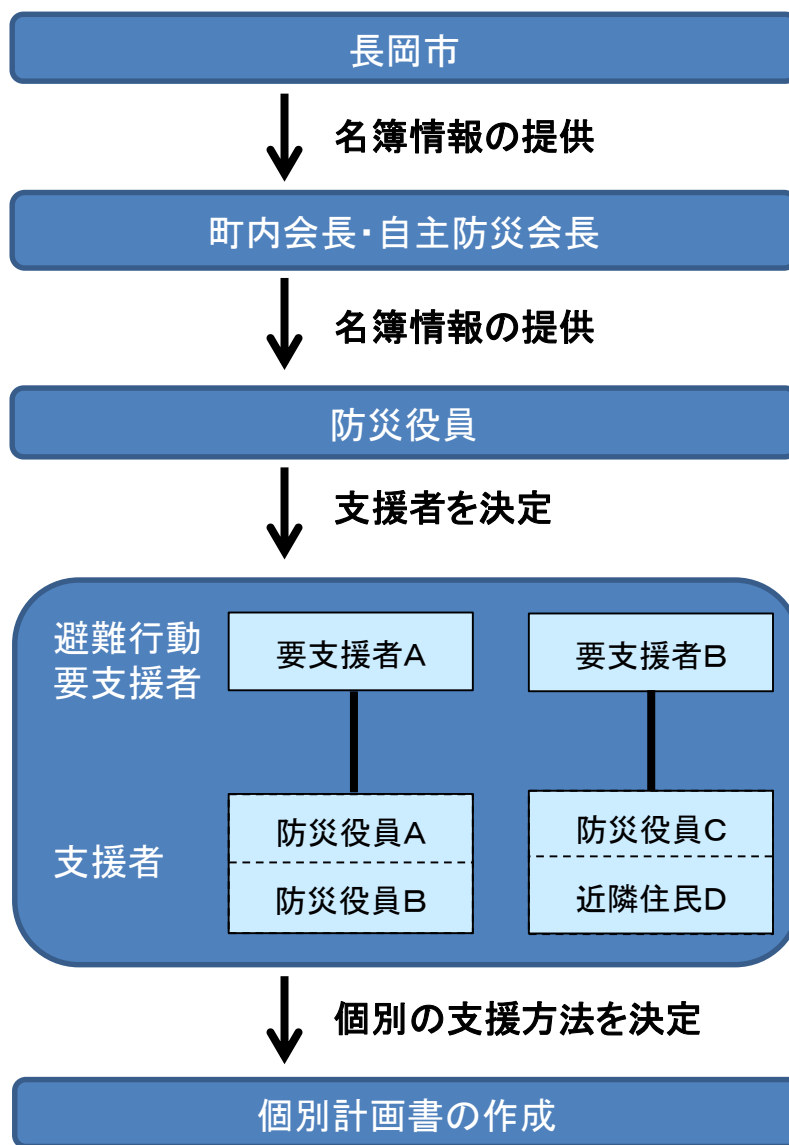 長岡市
名簿情報の提供
町内会長・自主防災会長
名簿情報の提供
防災役員
支援者を決定
避難行動
要支援者
要支援者A
要支援者B
支援者
防災役員A
防災役員B
防災役員C
近隣住民D
個別の支援方法を決定
個別計画書の作成